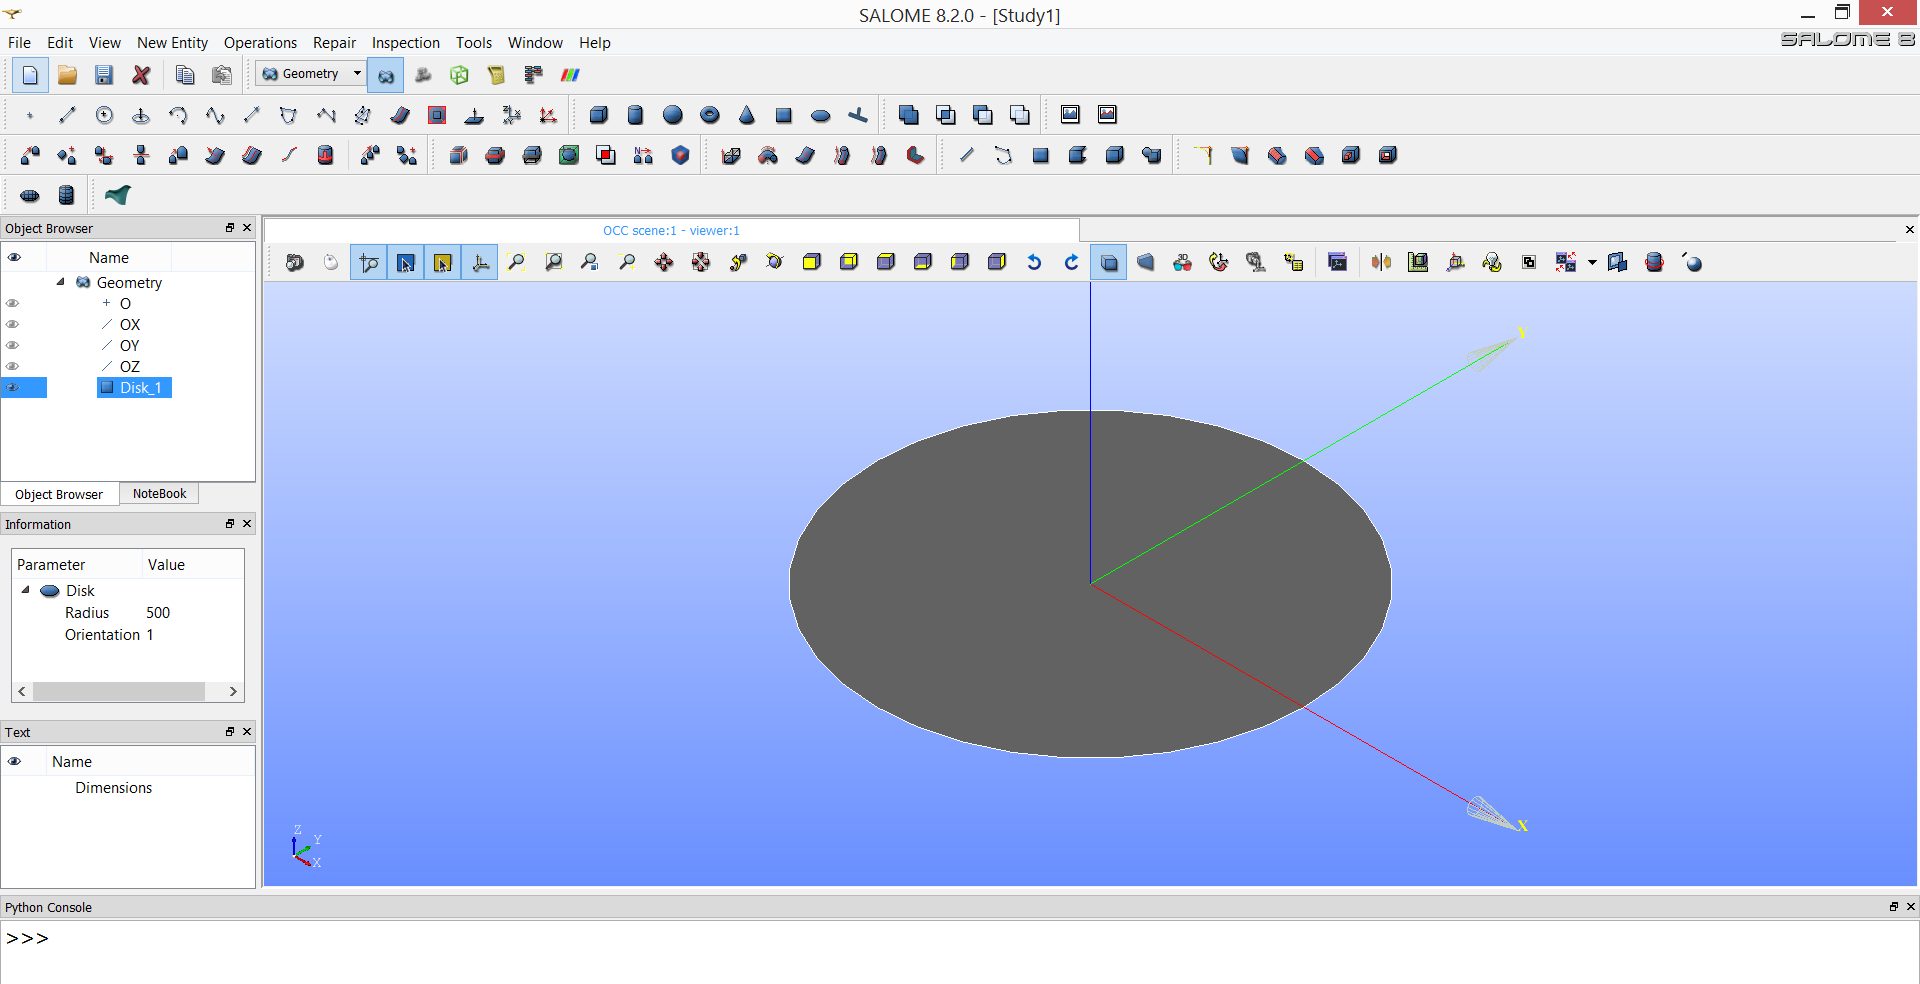 SALOME 8.2.0 - [Study1]
File Edit View New Entity Operations Repair Inspection Tools Window Help
SALOME 8
Geometry
Object Browser
OCC scene:1 - viewer:1
Name
Geometry
O
OX
OY
OZ
Disk_1
Object Browser NoteBook
Information
Parameter Value
Disk
Radius 500
Orientation 1
Text
Name
Dimensions
Y
X
Z
Y
X
Python Console
>>>